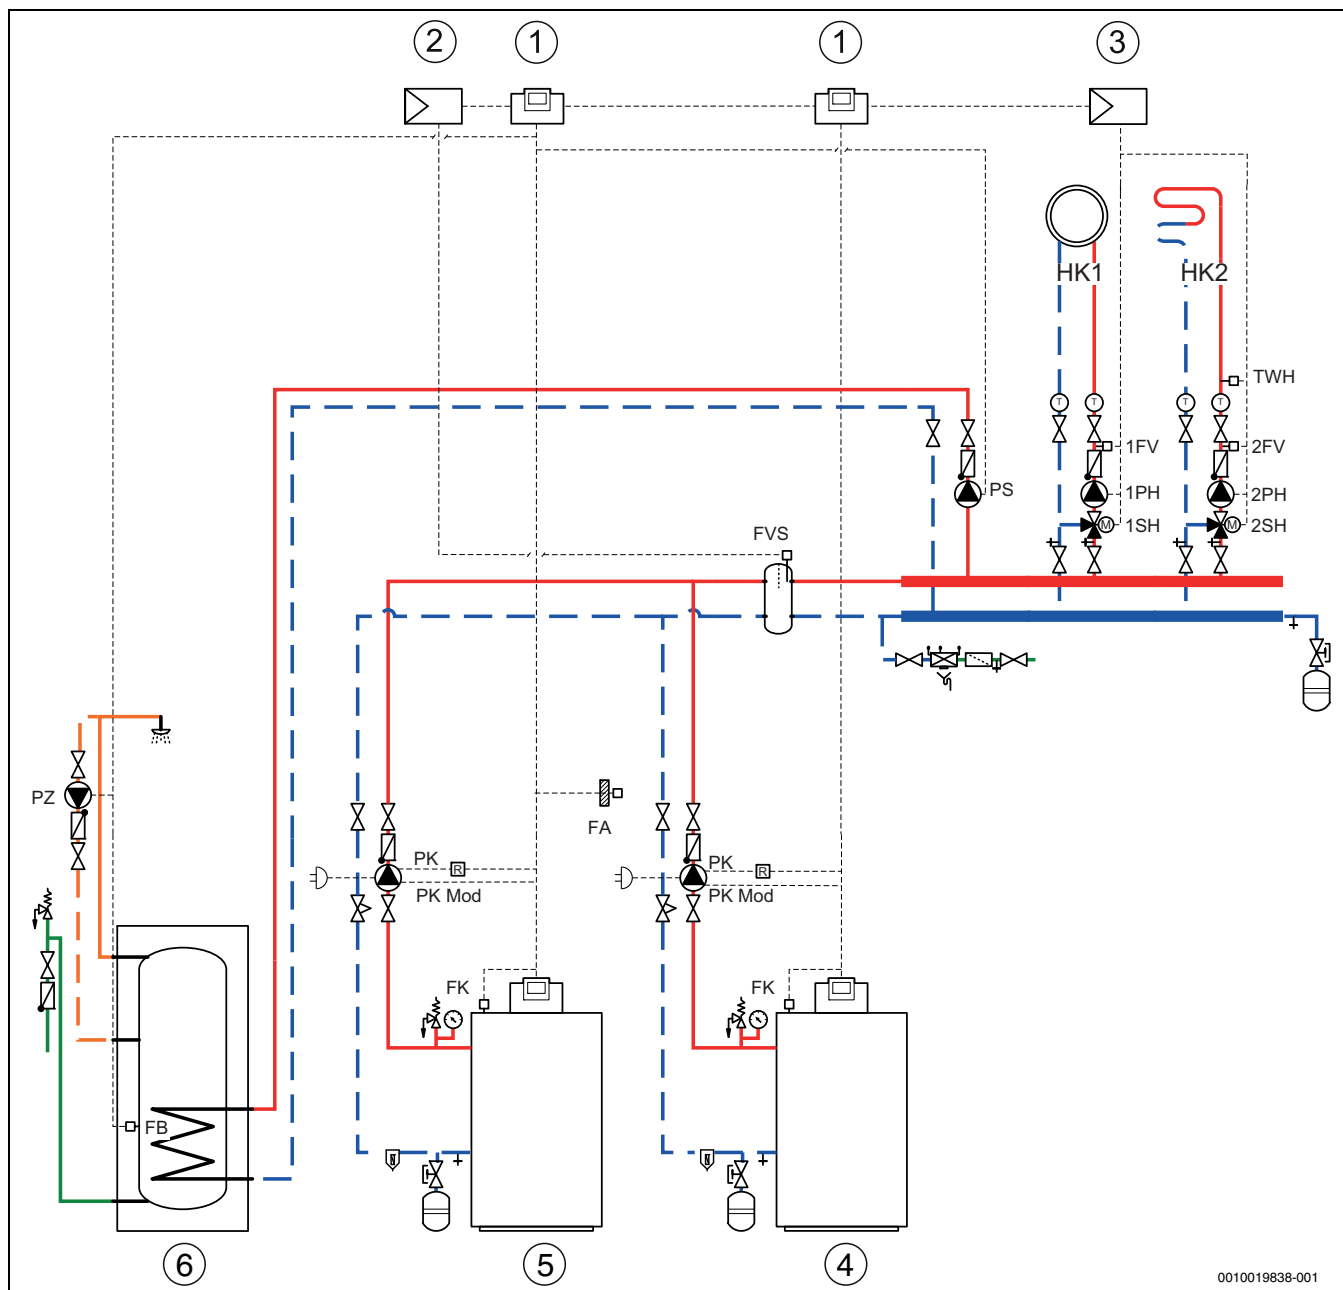 2
1
1
3
HK1
HK2
TWH
1FV
2FV
PS
1PH
2PH
1SH
2SH
T
T
T
T
M
M
FVS
PZ
FA
PK
R
PK Mod
PK
R
PK Mod
FK
FK
FB
6
5
4
0010019838-001